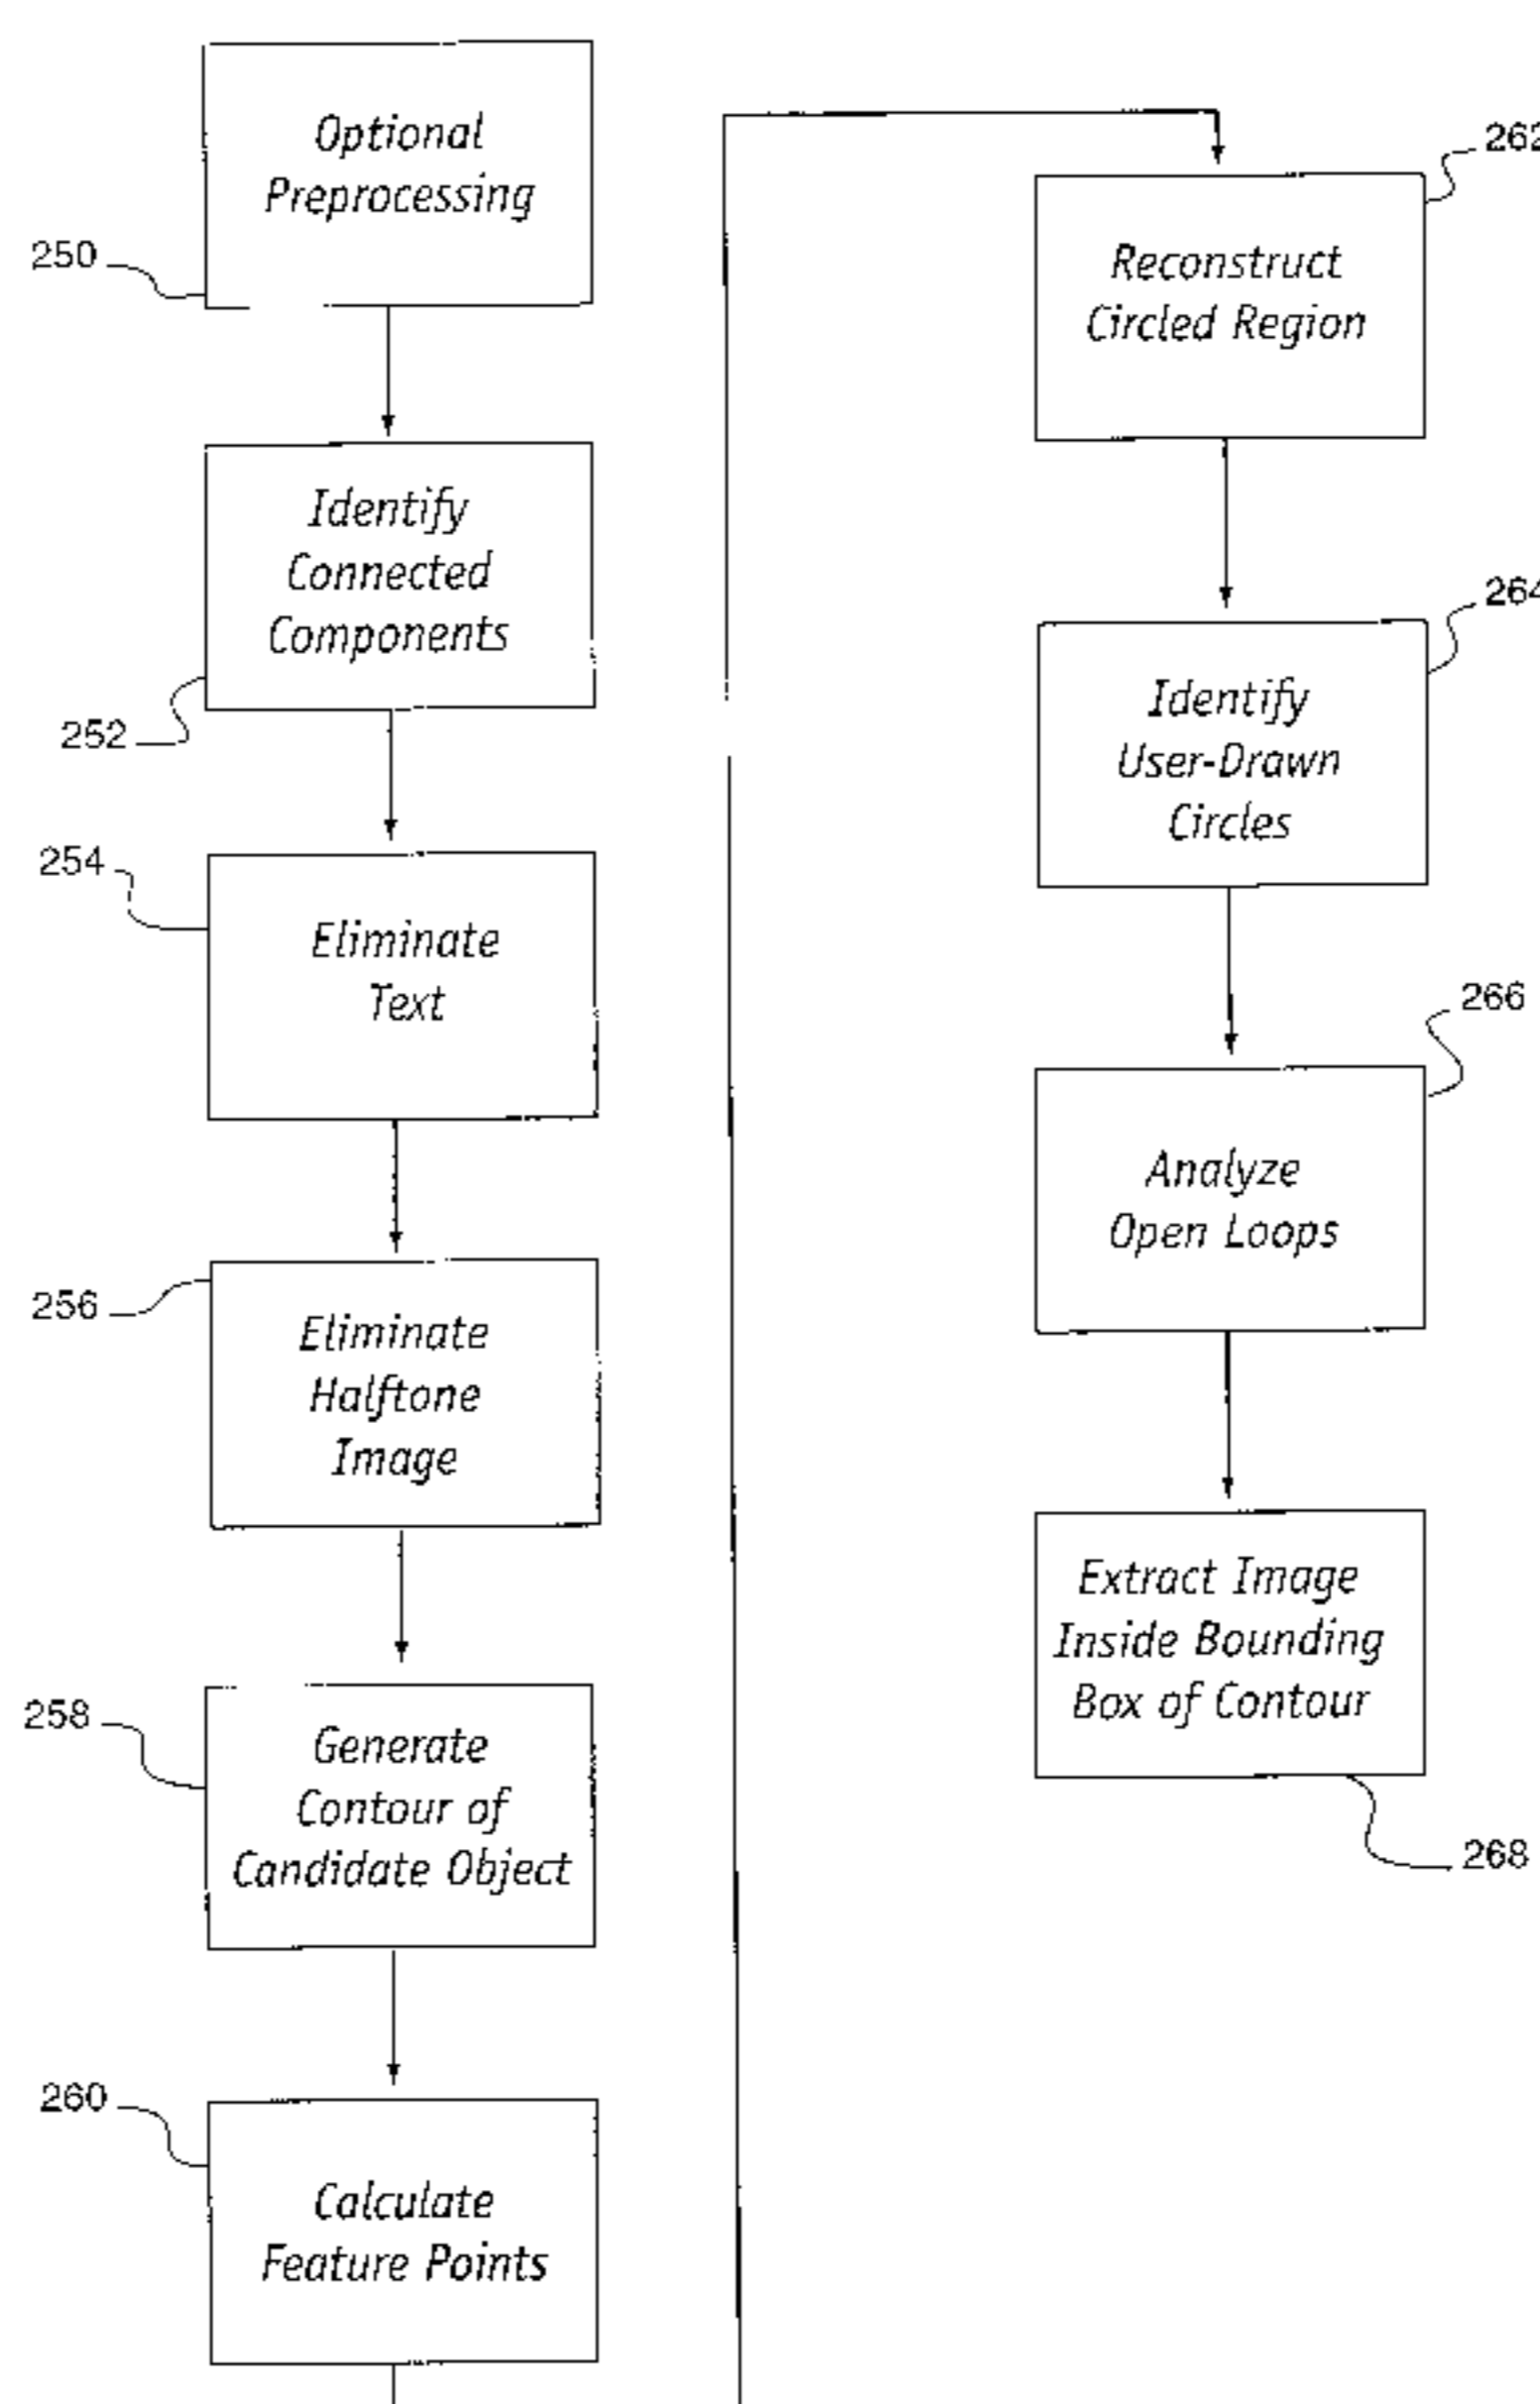 Optional
Preprocessing
250
Identify
Connected
Components
252
254
Eliminate
Text
256
Eliminate
Halftone
Image
258
Generate
Contour of
Candidate Object
260
Calculate
Feature Points
262
Reconstruct
Circled Region
264
Identify
User-Drawn
Circles
266
Analyze
Open Loops
Extract Image
Inside Bounding
Box of Contour
268